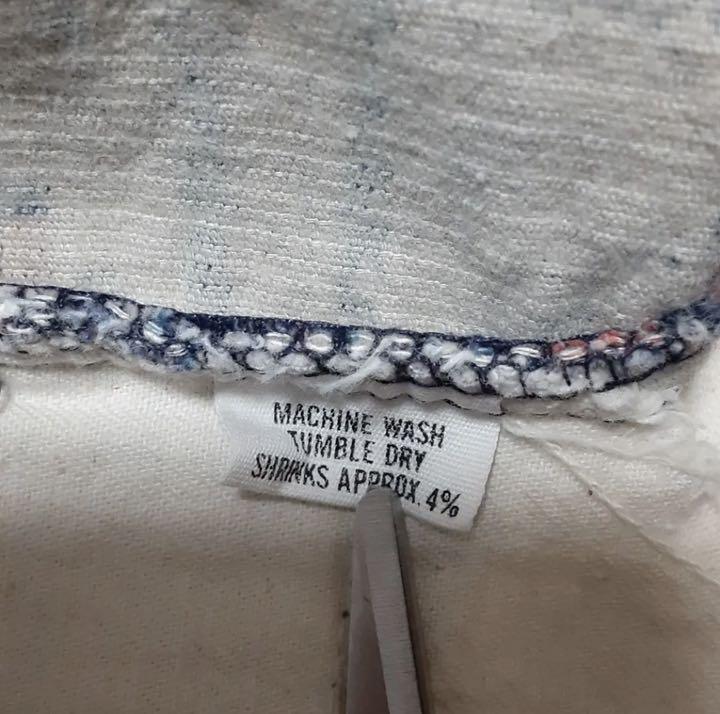 MACHINE WASH
TUMBLE DRY
SHRINKS APPROX. 4%